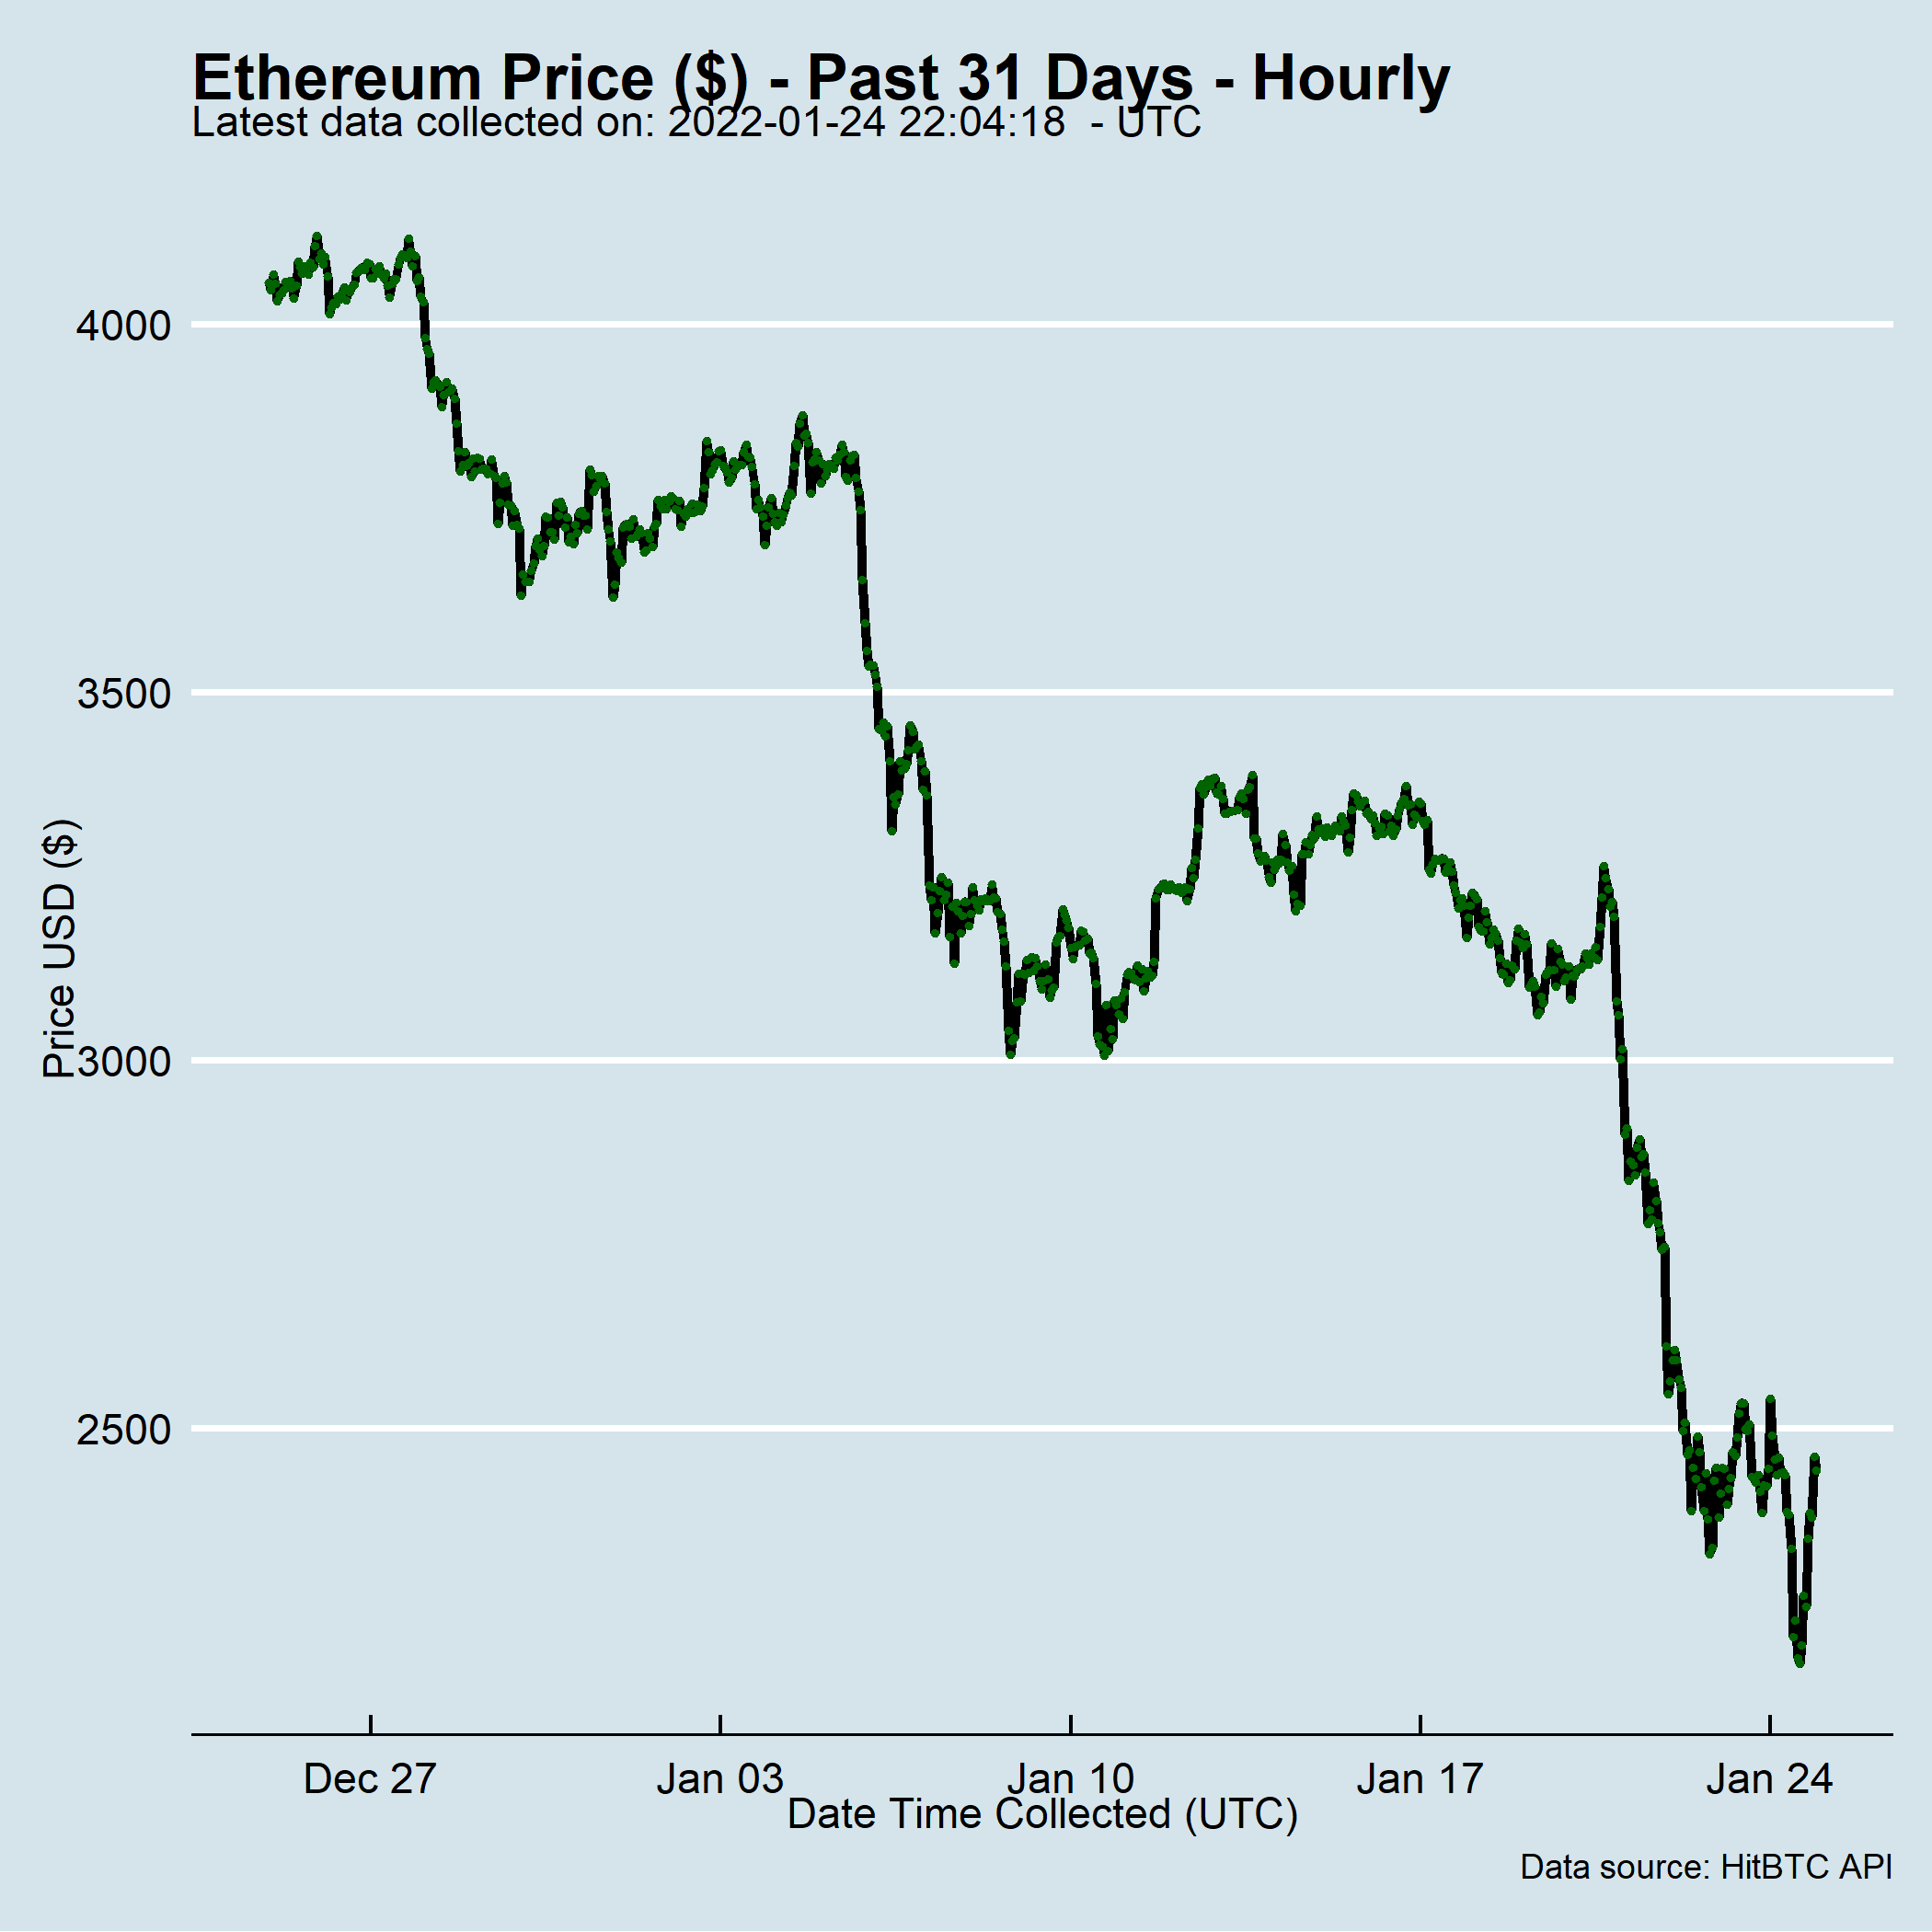 Ethereum Price ($) - Past 31 Days - Hourly
Latest data collected on: 2022-01-24 22:04:18  - UTC
4000
3500
3000
2500
Price USD ($)
Dec 27
Jan 03
Jan 10
Jan 17
Jan 24
Date Time Collected (UTC)
Data source: HitBTC API